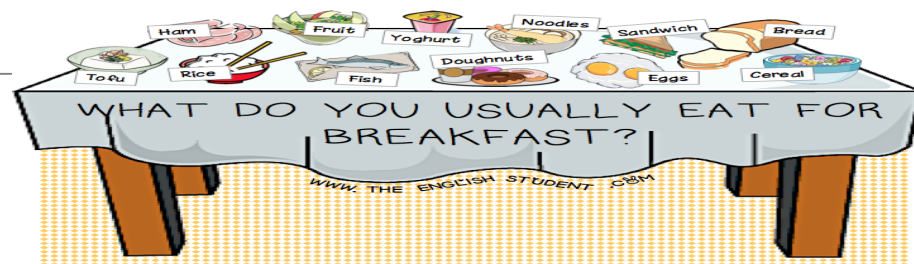 Ham
Fruit
Yoghurt
Noodles
Sandwich
Bread
Tofu
Rice
Fish
Doughnuts
Eggs
Cereal
WHAT DO YOU USUALLY EAT FOR
BREAKFAST?
WWW. THE ENGLISH STUDENT .COM